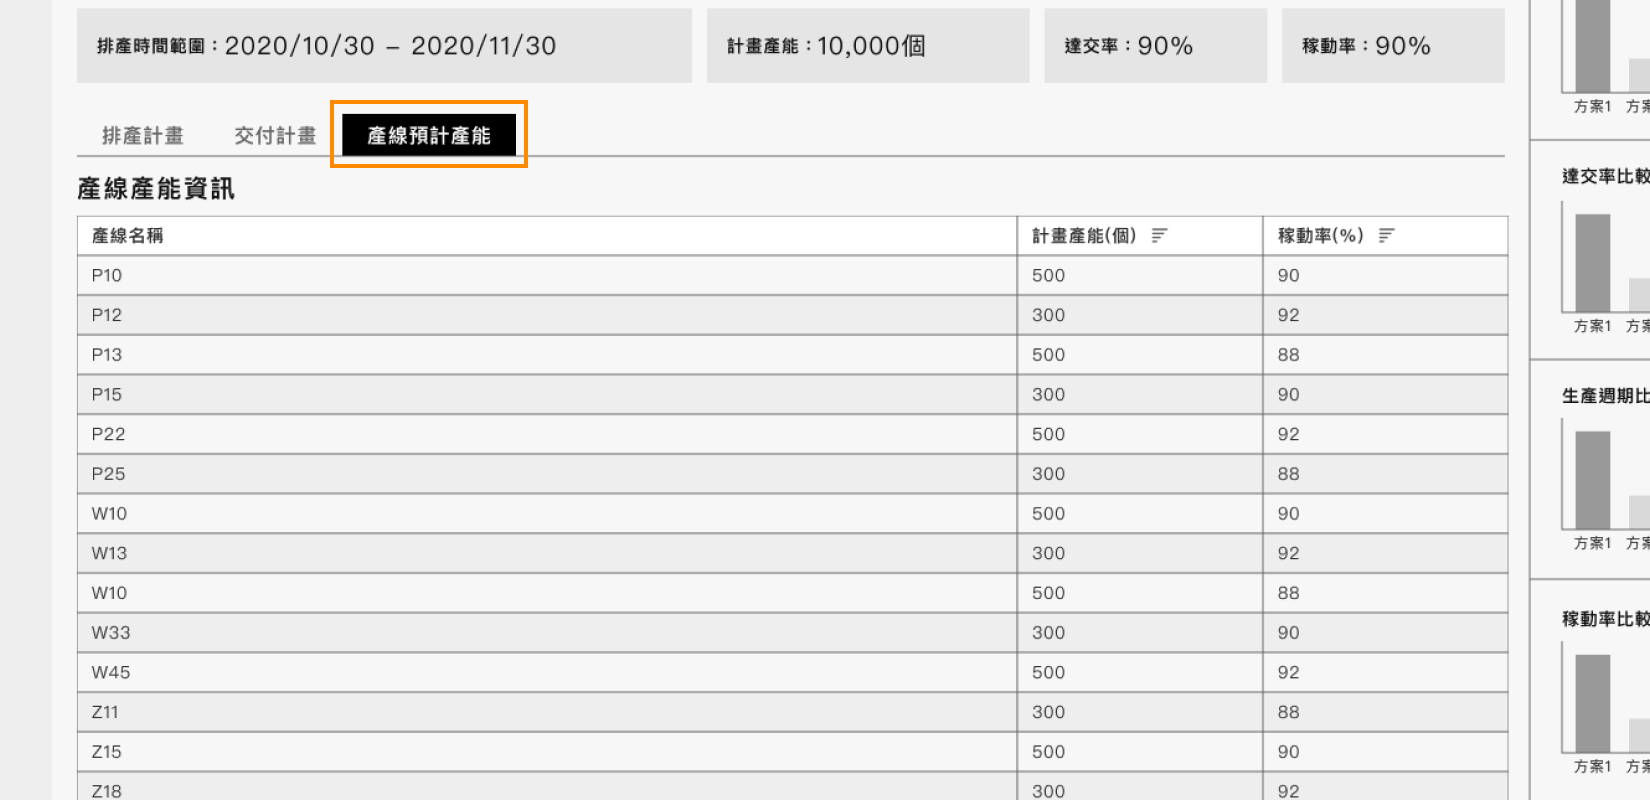 排產時間範圍：2020/10/30 – 2020/11/30
計畫產能：10,000個
達交率：90%
稼動率：90%
排產計畫 交付計畫 產線預計產能
產線產能資訊
產線名稱 計畫產能(個) 稼動率(%)
P10 500 90
P12 300 92
P13 500 88
P15 300 90
P22 500 92
P25 300 88
W10 500 90
W13 300 92
W10 500 88
W33 300 90
W45 500 92
Z11 300 88
Z15 500 90
Z18 300 92
方案1 方案
達交率比較
方案1 方案
生產週期比
方案1 方案
稼動率比較
方案1 方案